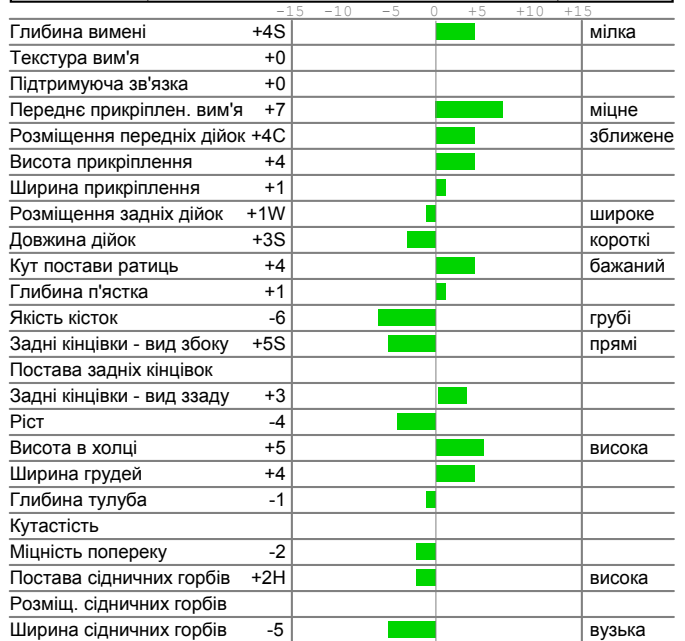 -15 -10 -5 0 +5 +10 +15
Глибина вимені +4S мілка
Текстура вим'я +0
Підтримуюча зв'язка +0
Переднє прикріплен. вим'я +7 міцне
Розміщення передніх дійок +4C зближене
Висота прикріплення +4
Ширина прикріплення +1
Розміщення задніх дійок +1W широке
Довжина дійок +3S короткі
Кут постави ратиць +4 бажаний
Глибина п'ястка +1
Якість кісток -6 грубі
Задні кінцівки - вид збоку +5S прямі
Постава задніх кінцівок
Задні кінцівки - вид ззаду +3
Ріст -4
Висота в холці +5 висока
Ширина грудей +4
Глибина тулуба -1
Кутастість
Міцність попереку -2
Постава сідничних горбів +2H висока
Розміщ. сідничних горбів
Ширина сідничних горбів -5 вузька